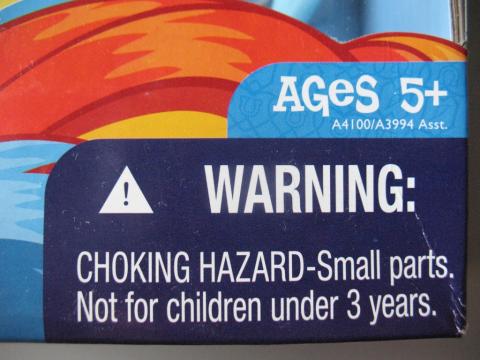 AGeS 5+
A4100/A3994 Asst.
WARNING:
CHOKING HAZARD-Small parts.
Not for children under 3 years.